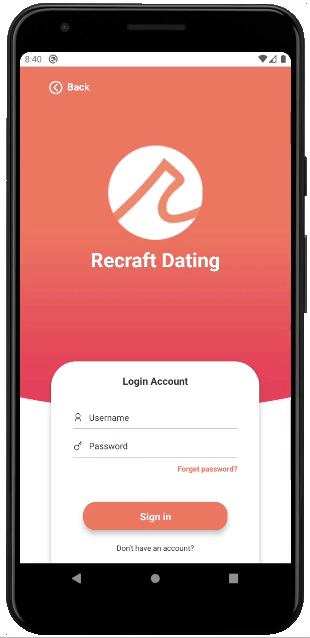 8:40
Back
Recraft Dating
Login Account
Username
Password
Forget password?
Sign in
Don't have an account?